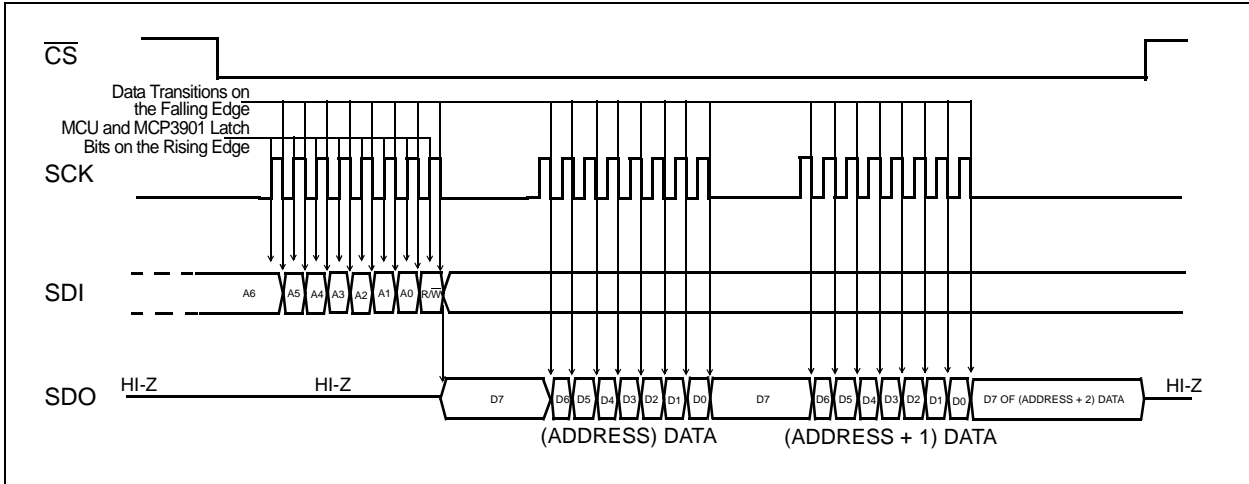 CS
Data Transitions on
the Falling Edge
MCU and MCP3901 Latch
Bits on the Rising Edge
SCK
SDI
A6 A5 A4 A3 A2 A1 A0 R/W
SDO
HI-Z HI-Z D7 D6 D5 D4 D3 D2 D1 D0 D7 D6 D5 D4 D3 D2 D1 D0 D7 OF (ADDRESS + 2) DATA HI-Z
(ADDRESS) DATA (ADDRESS + 1) DATA